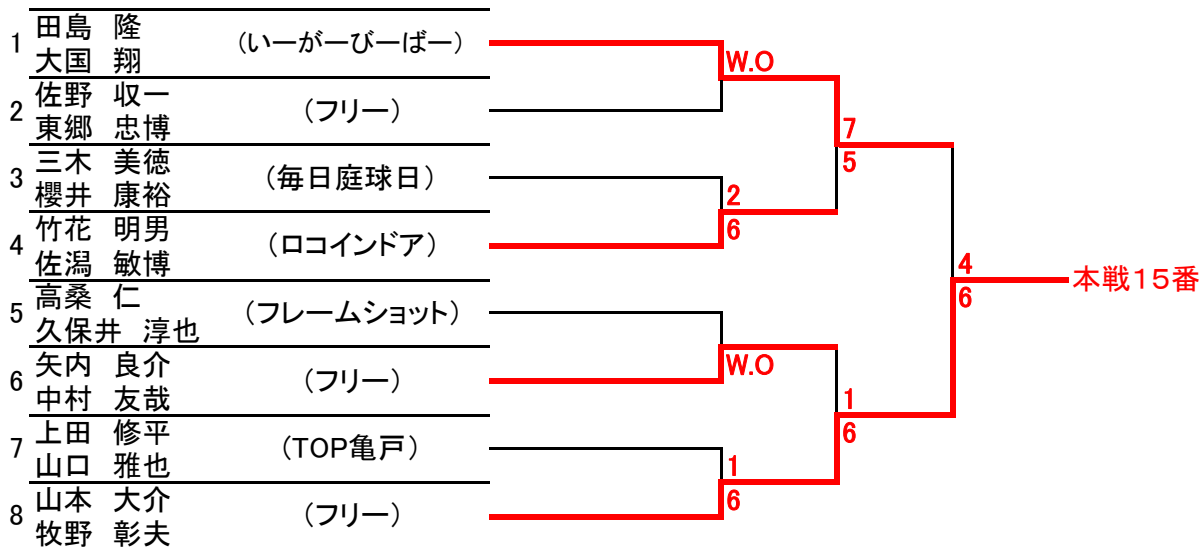 1 田島 隆 (いーがーびーばー)
大国 翔
W.O
2 佐野 収一 (フリー)
東郷 忠博
7
5
3 三木 美徳 (毎日庭球日)
櫻井 康裕
2
6
4 竹花 明男 (ロコインドア)
佐潟 敏博
4
6
本戦15番
5 高桑 仁 (フレームショット)
久保井 淳也
W.O
6 矢内 良介 (フリー)
中村 友哉
1
6
7 上田 修平 (TOP亀戸)
山口 雅也
1
6
8 山本 大介 (フリー)
牧野 彰夫